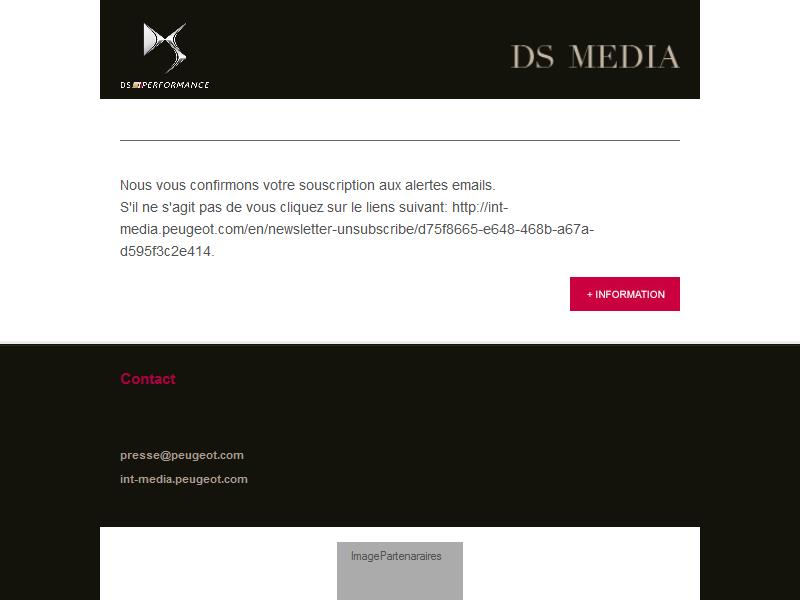 DS MEDIA
DS PERFORMANCE
Nous vous confirmons votre souscription aux alertes emails.
S'il ne s'agit pas de vous cliquez sur le liens suivant: http://int-
media.peugeot.com/en/newsletter-unsubscribe/d75f8665-e648-468b-a67a-
d595f3c2e414.
+ INFORMATION
Contact
presse@peugeot.com
int-media.peugeot.com
ImagePartenaraires